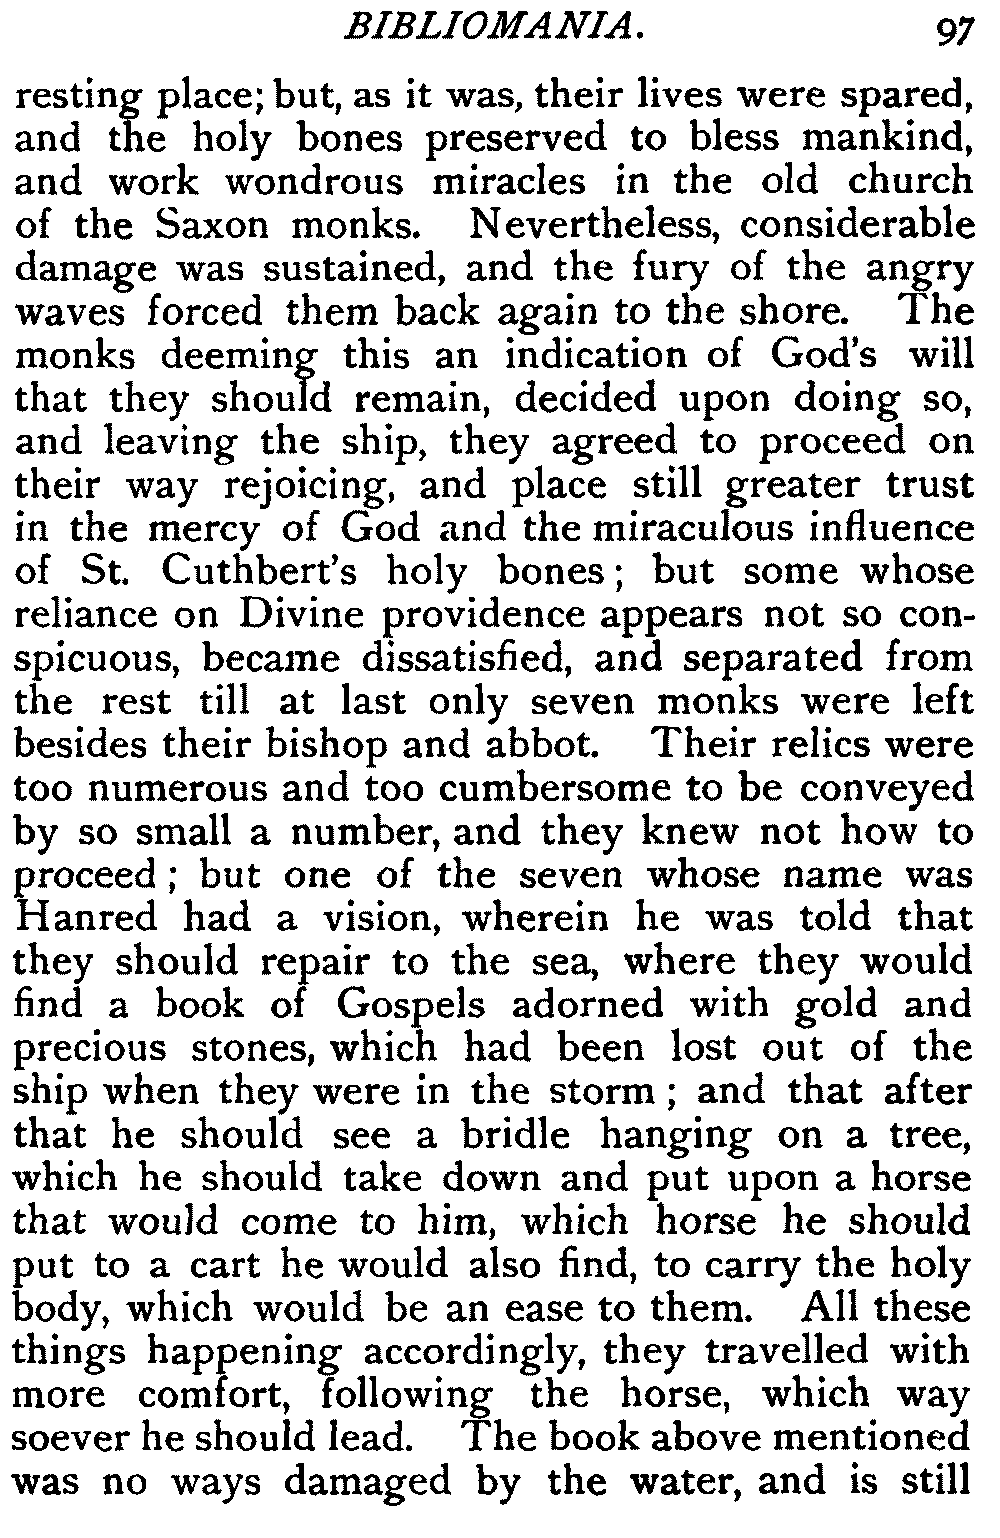 BIBLIOMANIA. 97
resting place; but, as it was, their lives were spared,
and the holy bones preserved to bless mankind,
and work wondrous miracles in the old church
of the Saxon monks. Nevertheless, considerable
damage was sustained, and the fury of the angry
waves forced them back again to the shore. The
monks deeming this an indication of God's will
that they should remain, decided upon doing so,
and leaving the ship, they agreed to proceed on
their way rejoicing, and place still greater trust
in the mercy of God and the miraculous influence
of St. Cuthbert's holy bones; but some whose
reliance on Divine providence appears not so con-
spicuous, became dissatisfied, and separated from
the rest till at last only seven monks were left
besides their bishop and abbot. Their relics were
too numerous and too cumbersome to be conveyed
by so small a number, and they knew not how to
proceed; but one of the seven whose name was
Hanred had a vision, wherein he was told that
they should repair to the sea, where they would
find a book of Gospels adorned with gold and
precious stones, which had been lost out of the
ship when they were in the storm; and that after
that he should see a bridle hanging on a tree,
which he should take down and put upon a horse
that would come to him, which horse he should
put to a cart he would also find, to carry the holy
body, which would be an ease to them. All these
things happening accordingly, they travelled with
more comfort, following the horse, which way
soever he should lead. The book above mentioned
was no ways damaged by the water, and is still